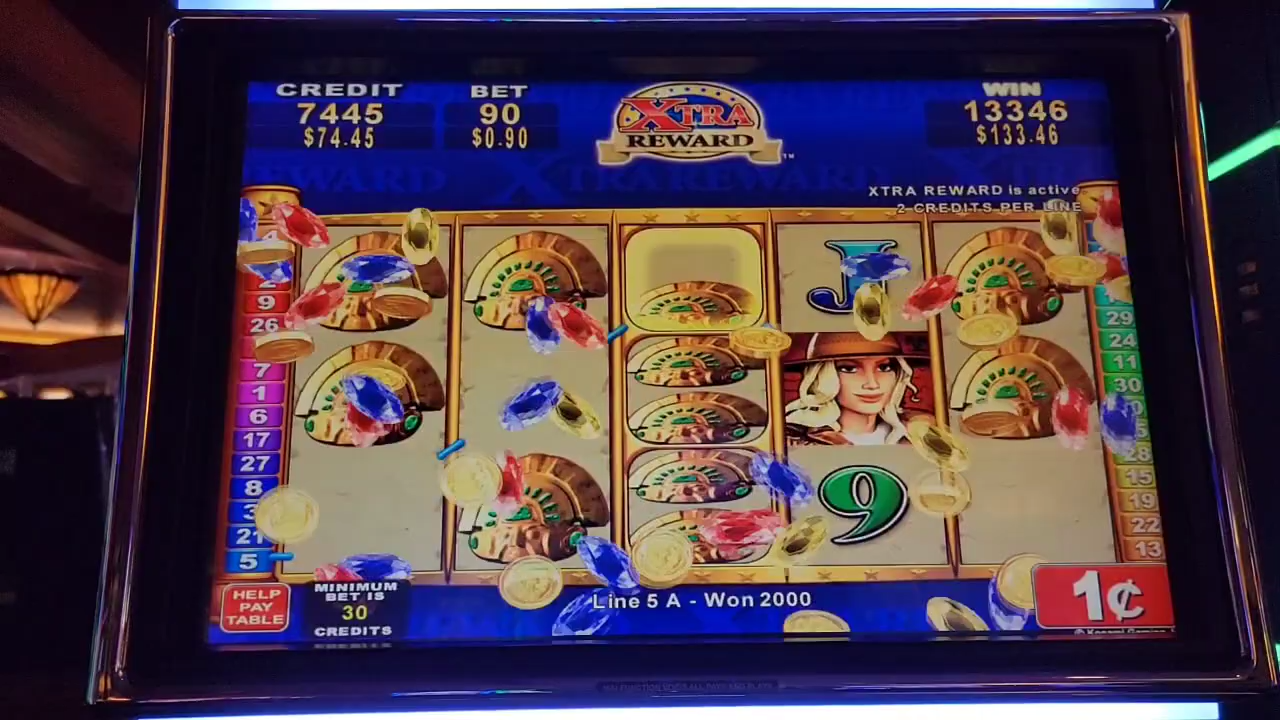 CREDIT
7445
$74.45
BET
90
$0.90
XTRA
REWARD
™
WIN
13346
$133.46
XTRA REWARD is active
2 CREDITS PER LINE
2
9
26
7
1
6
17
27
8
3
21
5
J
9
29
24
11
30
28
15
19
22
13
HELP
PAY
TABLE
MINIMUM
BET IS
30
CREDITS
Line 5 A - Won 2000
1¢
© Konami Gaming